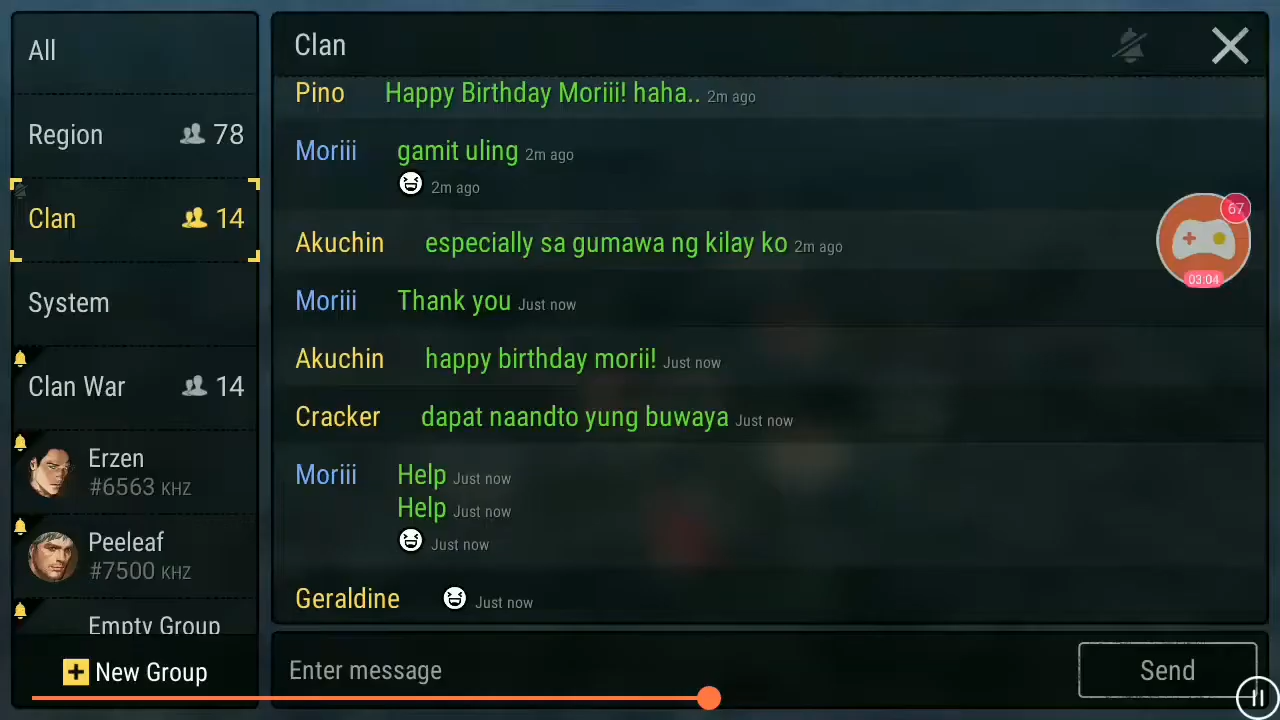 All
Region 78
Clan 14
System
Clan War 14
Erzen
#6563 KHZ
Peeleaf
#7500 KHZ
Empty Group
New Group
Clan
Pino Happy Birthday Moriii! haha.. 2m ago
Moriii gamit uling 2m ago
2m ago
Akuchin especially sa gumawa ng kilay ko 2m ago
Moriii Thank you Just now
Akuchin happy birthday morii! Just now
Cracker dapat naandto yung buwaya Just now
Moriii Help Just now
Help Just now
Just now
Geraldine Just now
67
03:04
Enter message
Send